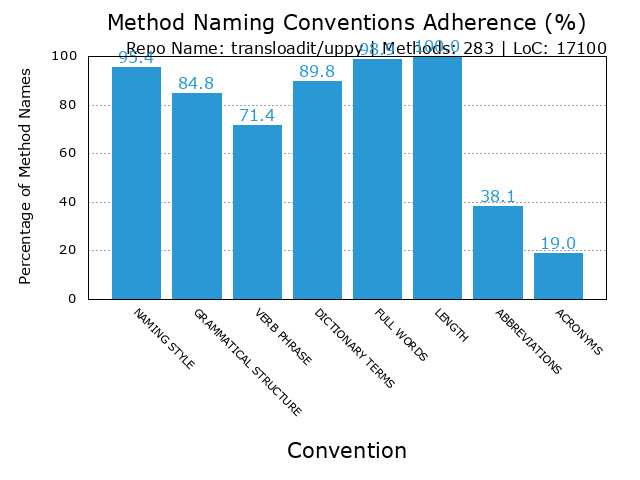 Method Naming Conventions Adherence (%)
Repo Name: transloadit/uppy | Methods: 283 | LoC: 17100
Percentage of Method Names
100
80
60
40
20
0
95.4
84.8
71.4
89.8
98.9
100.0
38.1
19.0
NAMING STYLE
GRAMMATICAL STRUCTURE
VERB PHRASE
DICTIONARY TERMS
FULL WORDS
LENGTH
ABBREVIATIONS
ACRONYMS
Convention